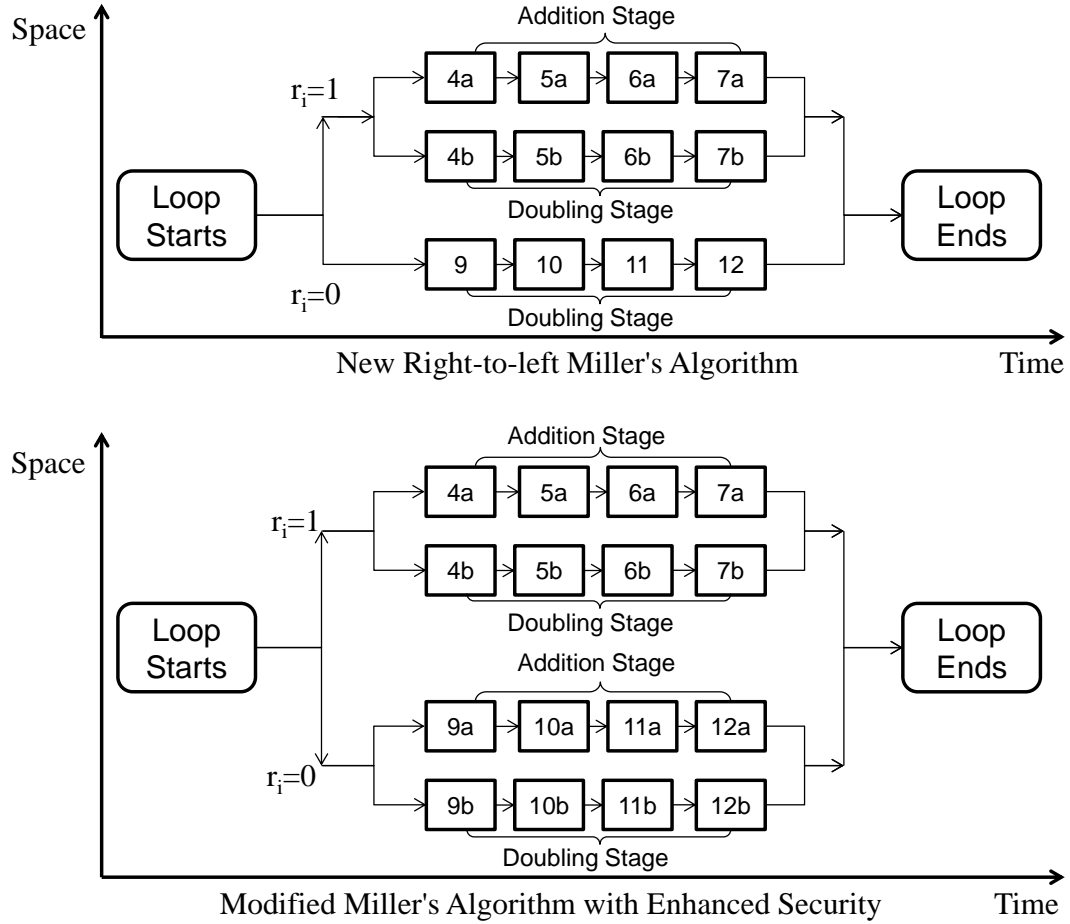 Space
Addition Stage
4a 5a 6a 7a
r_i=1
4b 5b 6b 7b
Loop
Starts
Doubling Stage
Loop
Ends
9 10 11 12
r_i=0
Doubling Stage
New Right-to-left Miller's Algorithm
Time
Space
Addition Stage
4a 5a 6a 7a
r_i=1
4b 5b 6b 7b
Doubling Stage
Loop
Starts
Loop
Ends
Addition Stage
9a 10a 11a 12a
r_i=0
9b 10b 11b 12b
Doubling Stage
Modified Miller's Algorithm with Enhanced Security
Time